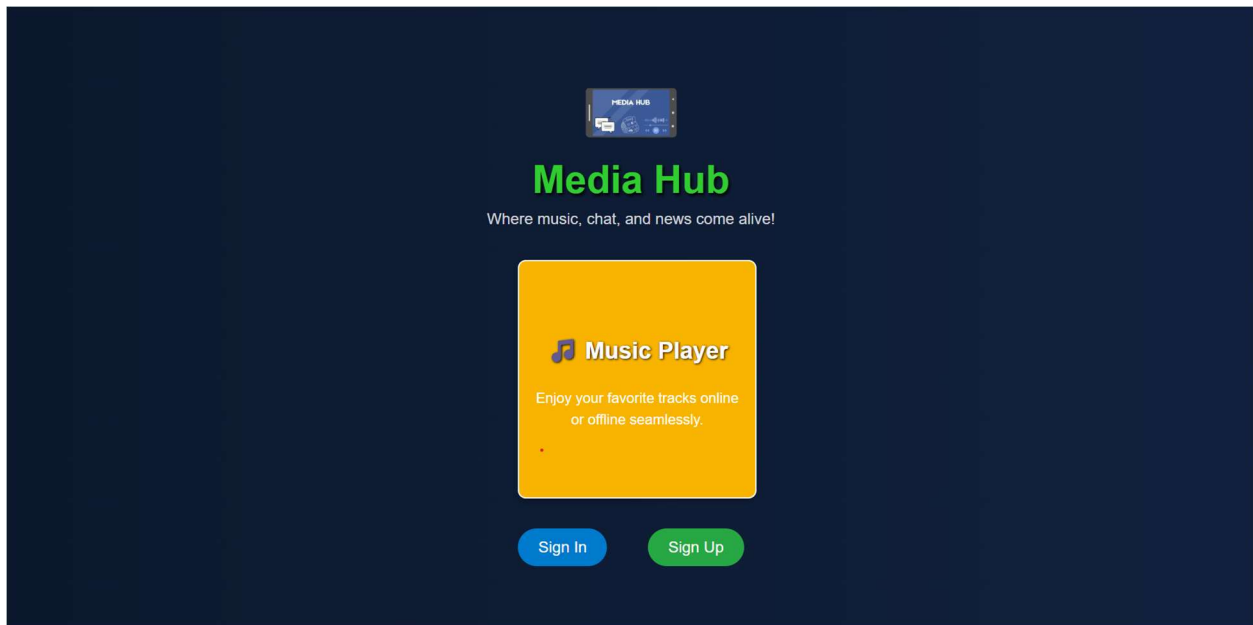 MEDIA HUB
Media Hub
Where music, chat, and news come alive!
🎵 Music Player
Enjoy your favorite tracks online
or offline seamlessly.
Sign In
Sign Up